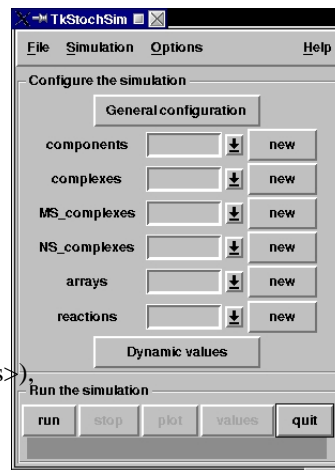 TkStochSim
File Simulation Options Help
Configure the simulation
General configuration
components new
complexes new
MS_complexes new
NS_complexes new
arrays new
reactions new
Dynamic values
s>),
Run the simulation
run stop plot values quit